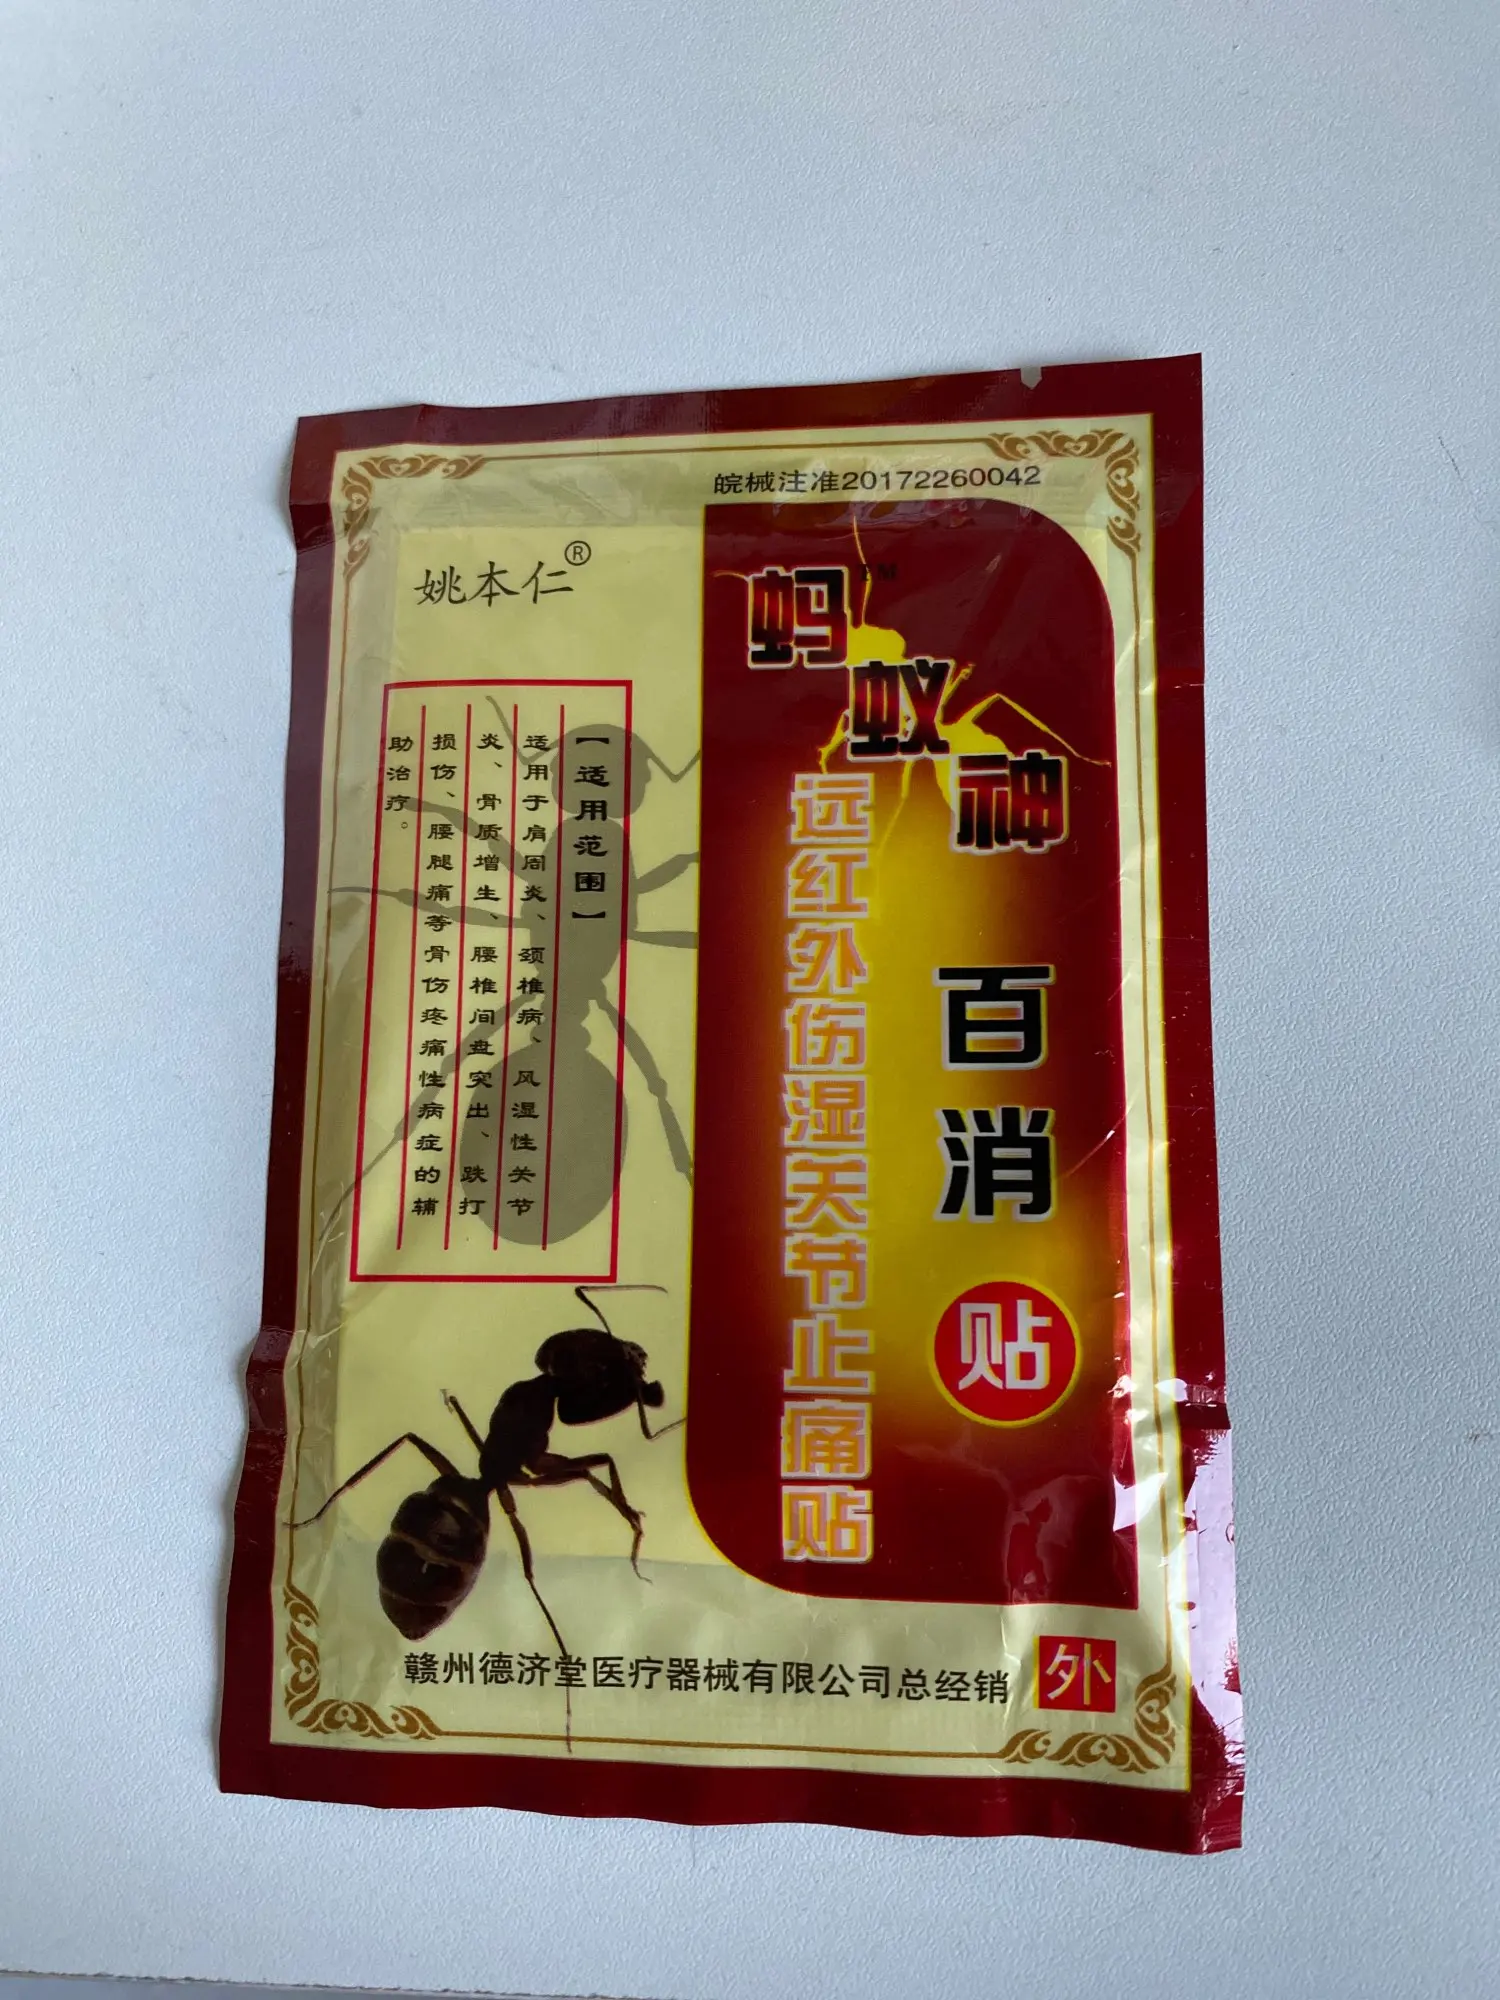 皖械注准20172260042
姚本仁®
蚂蚁神™
百消贴
远红外伤湿关节止痛贴
【适用范围】
适用于肩周炎、颈椎病、风湿性关节
炎、骨质增生、腰椎间盘突出、跌打
损伤、腰腿痛等骨伤疼痛性病症的辅
助治疗。
赣州德济堂医疗器械有限公司总经销
外